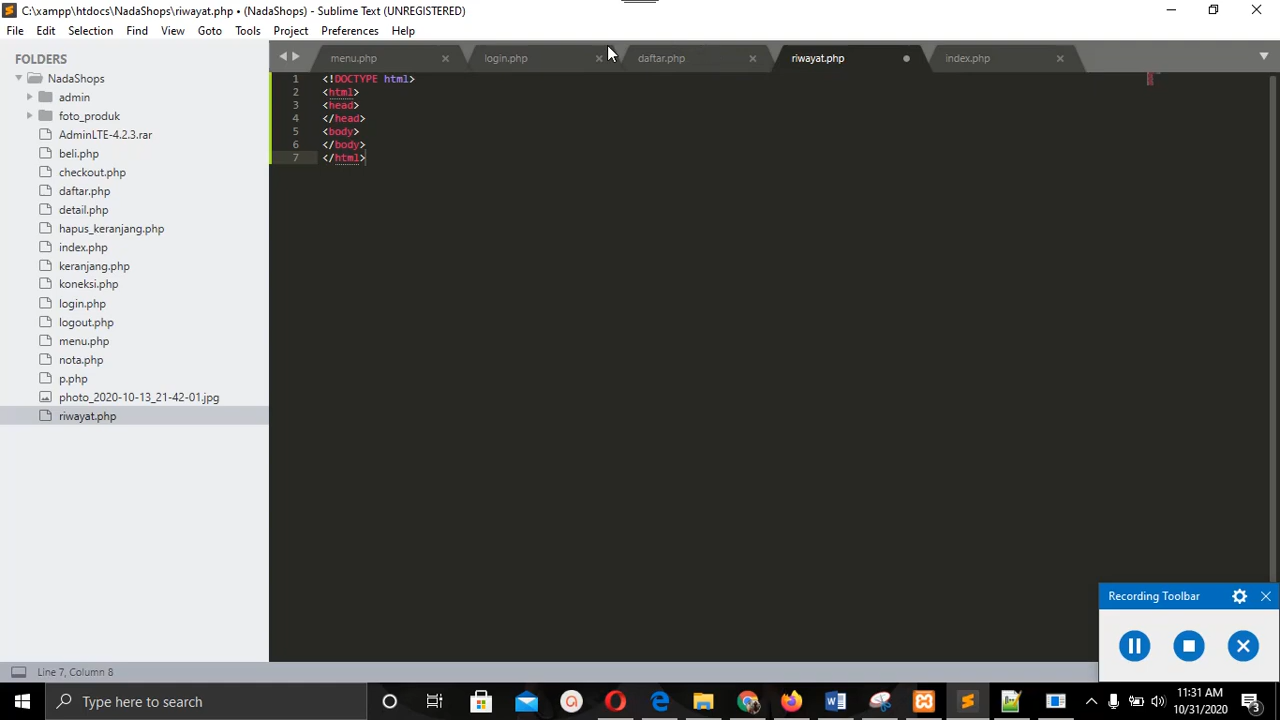 C:\xampp\htdocs\NadaShops\riwayat.php • (NadaShops) - Sublime Text (UNREGISTERED)
File Edit Selection Find View Goto Tools Project Preferences Help
FOLDERS
NadaShops
admin
foto_produk
AdminLTE-4.2.3.rar
beli.php
checkout.php
daftar.php
detail.php
hapus_keranjang.php
index.php
keranjang.php
koneksi.php
login.php
logout.php
menu.php
nota.php
p.php
photo_2020-10-13_21-42-01.jpg
riwayat.php
menu.php login.php daftar.php riwayat.php index.php
1 <!DOCTYPE html>
2 <html>
3 <head>
4 </head>
5 <body>
6 </body>
7 </html>
Recording Toolbar
Line 7, Column 8
Type here to search
11:31 AM
10/31/2020
3